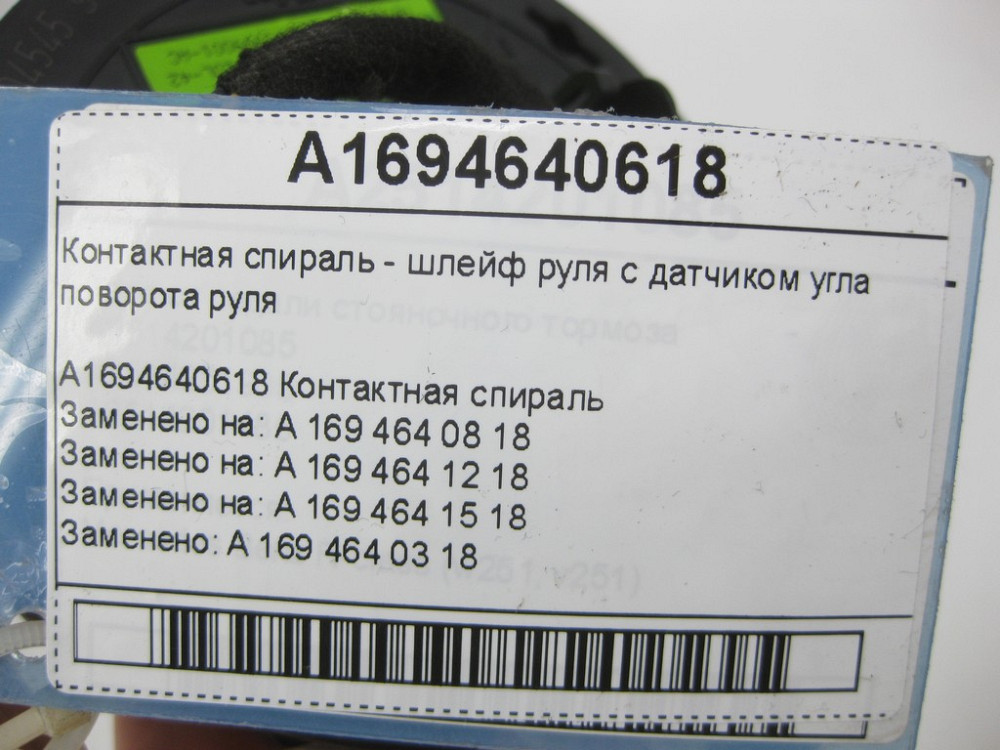 A1694640618
Контактная спираль - шлейф руля с датчиком угла
поворота руля
A1694640618 Контактная спираль
Заменено на: A 169 464 08 18
Заменено на: A 169 464 12 18
Заменено на: A 169 464 15 18
Заменено: A 169 464 03 18